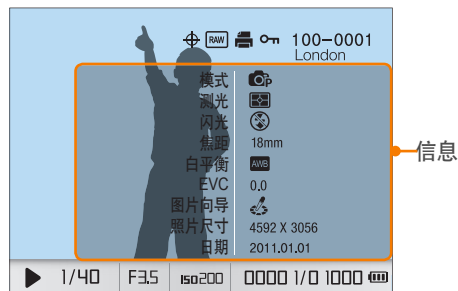 RAW 100-0001
London
模式 P
测光
闪光
焦距 18mm
白平衡 AWB
EVC 0.0
图片向导
照片尺寸 4592 X 3056
日期 2011.01.01
信息
1/40 F3.5 ISO200 0000 1/0 1000